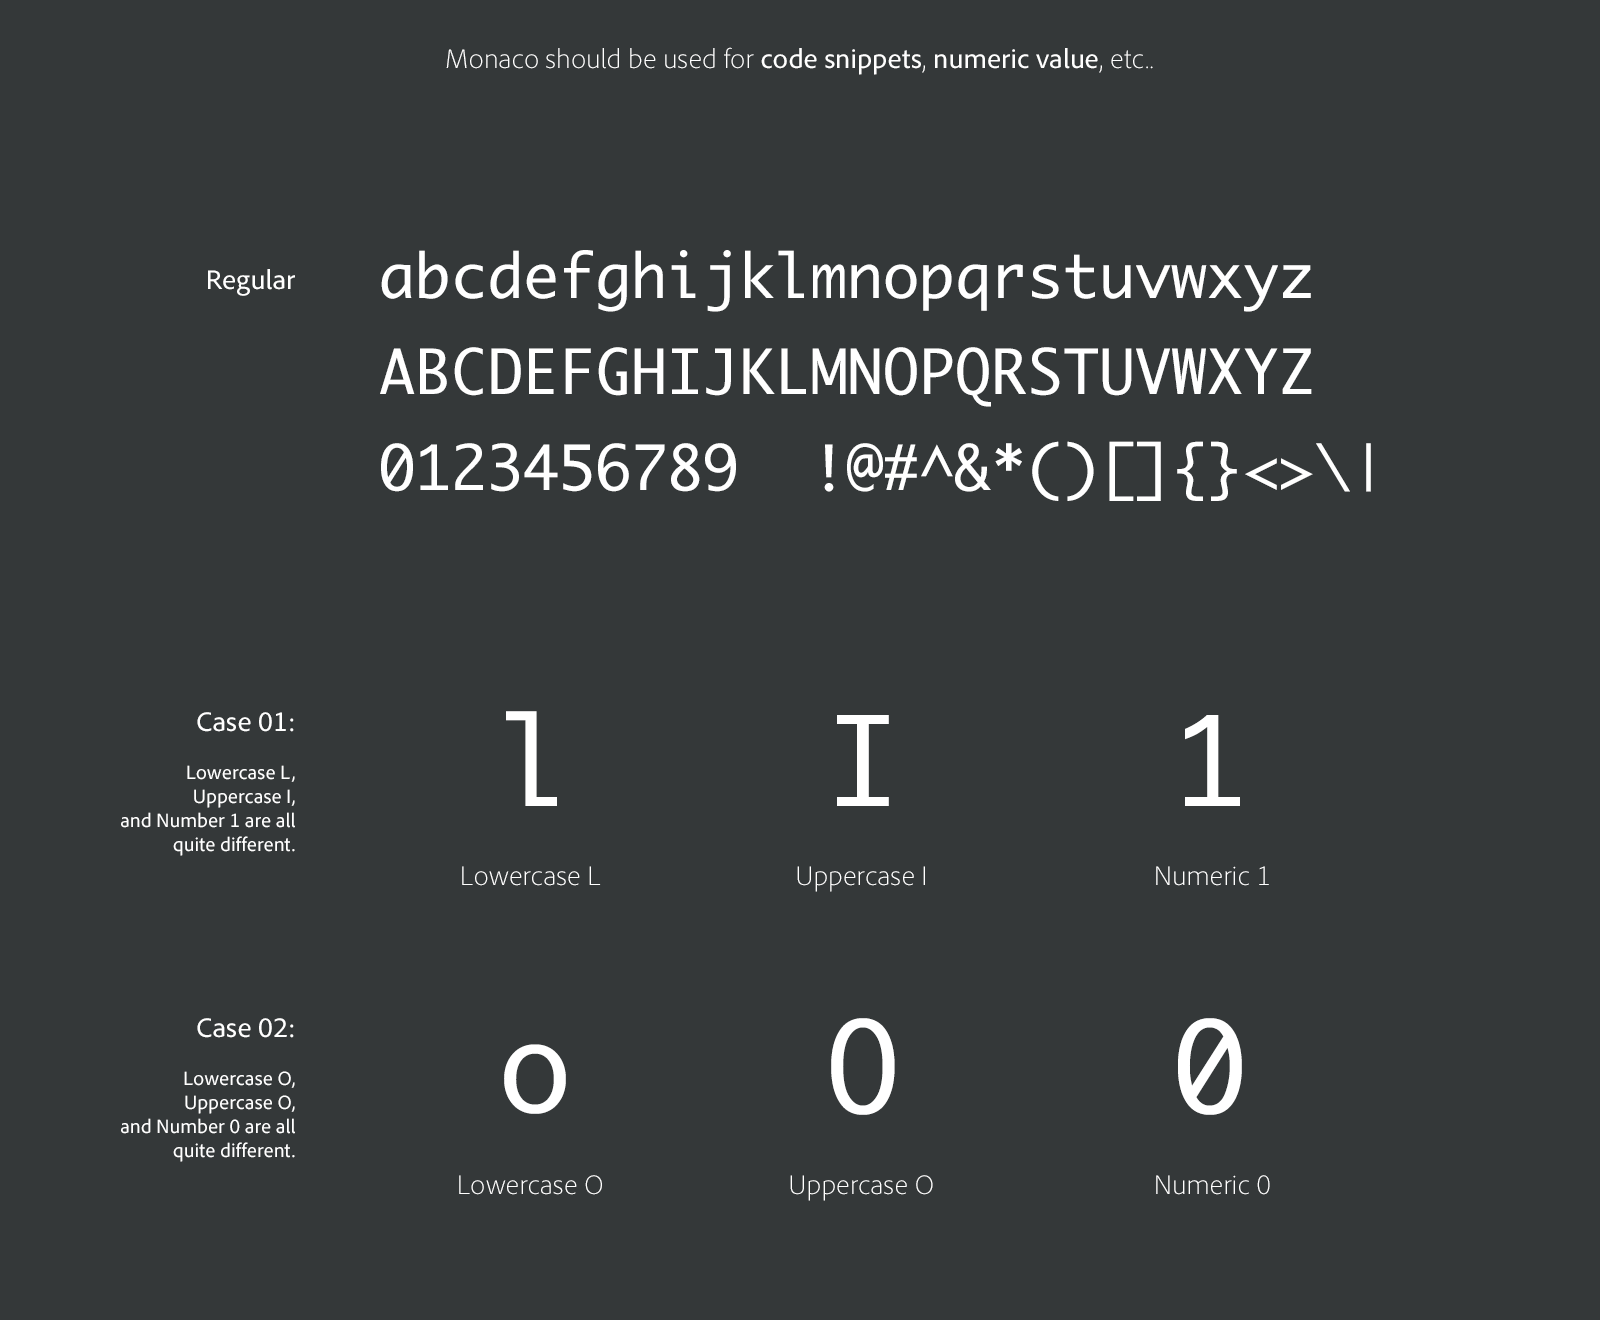 Monaco should be used for code snippets, numeric value, etc..
Regular
abcdefghijklmnopqrstuvwxyz
ABCDEFGHIJKLMNOPQRSTUVWXYZ
0123456789 !@#^&*()[]{}<>\|
Case 01:
Lowercase L,
Uppercase I,
and Number 1 are all
quite different.
l I 1
Lowercase L Uppercase I Numeric 1
Case 02:
Lowercase O,
Uppercase O,
and Number 0 are all
quite different.
o O 0
Lowercase O Uppercase O Numeric 0